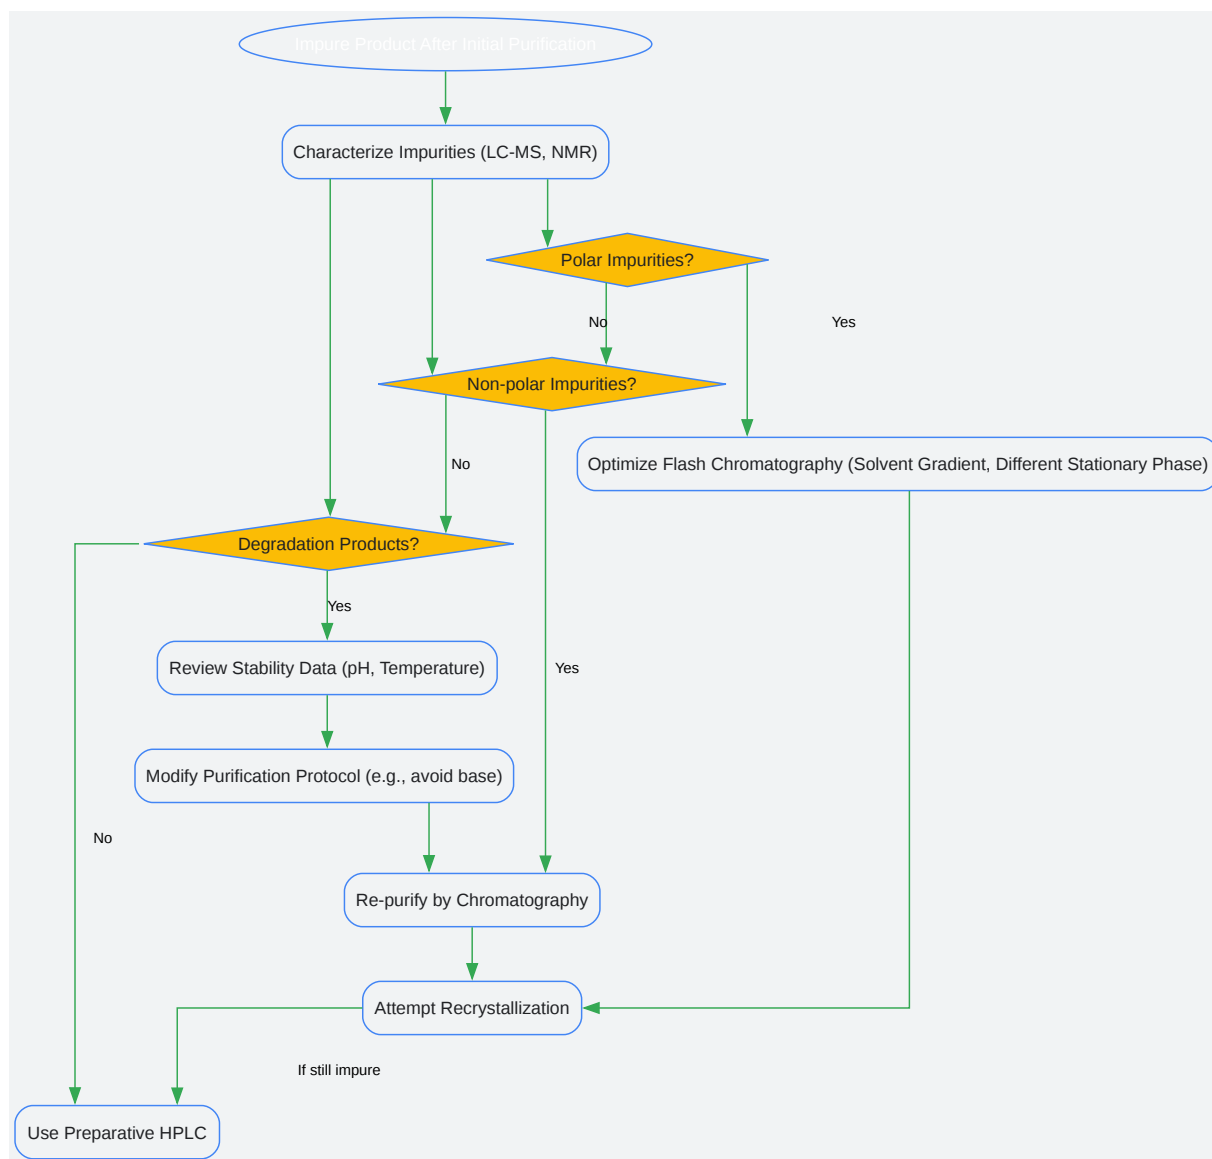 Impure Product After Initial Purification
Characterize Impurities (LC-MS, NMR)
Polar Impurities?
No
Yes
Non-polar Impurities?
No
Optimize Flash Chromatography (Solvent Gradient, Different Stationary Phase)
Degradation Products?
Yes
Review Stability Data (pH, Temperature)
Yes
Modify Purification Protocol (e.g., avoid base)
No
Re-purify by Chromatography
Attempt Recrystallization
If still impure
Use Preparative HPLC